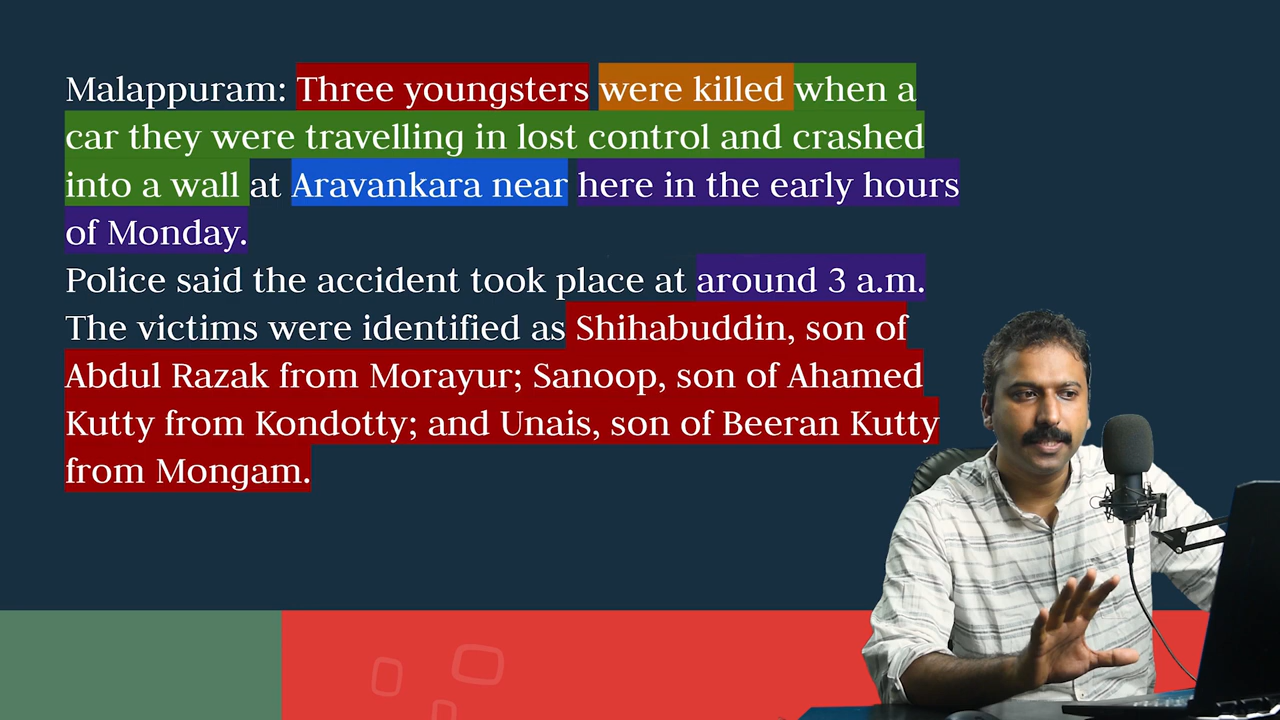 Malappuram: Three youngsters were killed when a
car they were travelling in lost control and crashed
into a wall at Aravankara near here in the early hours
of Monday.
Police said the accident took place at around 3 a.m.
The victims were identified as Shihabuddin, son of
Abdul Razak from Morayur; Sanoop, son of Ahamed
Kutty from Kondotty; and Unais, son of Beeran Kutty
from Mongam.